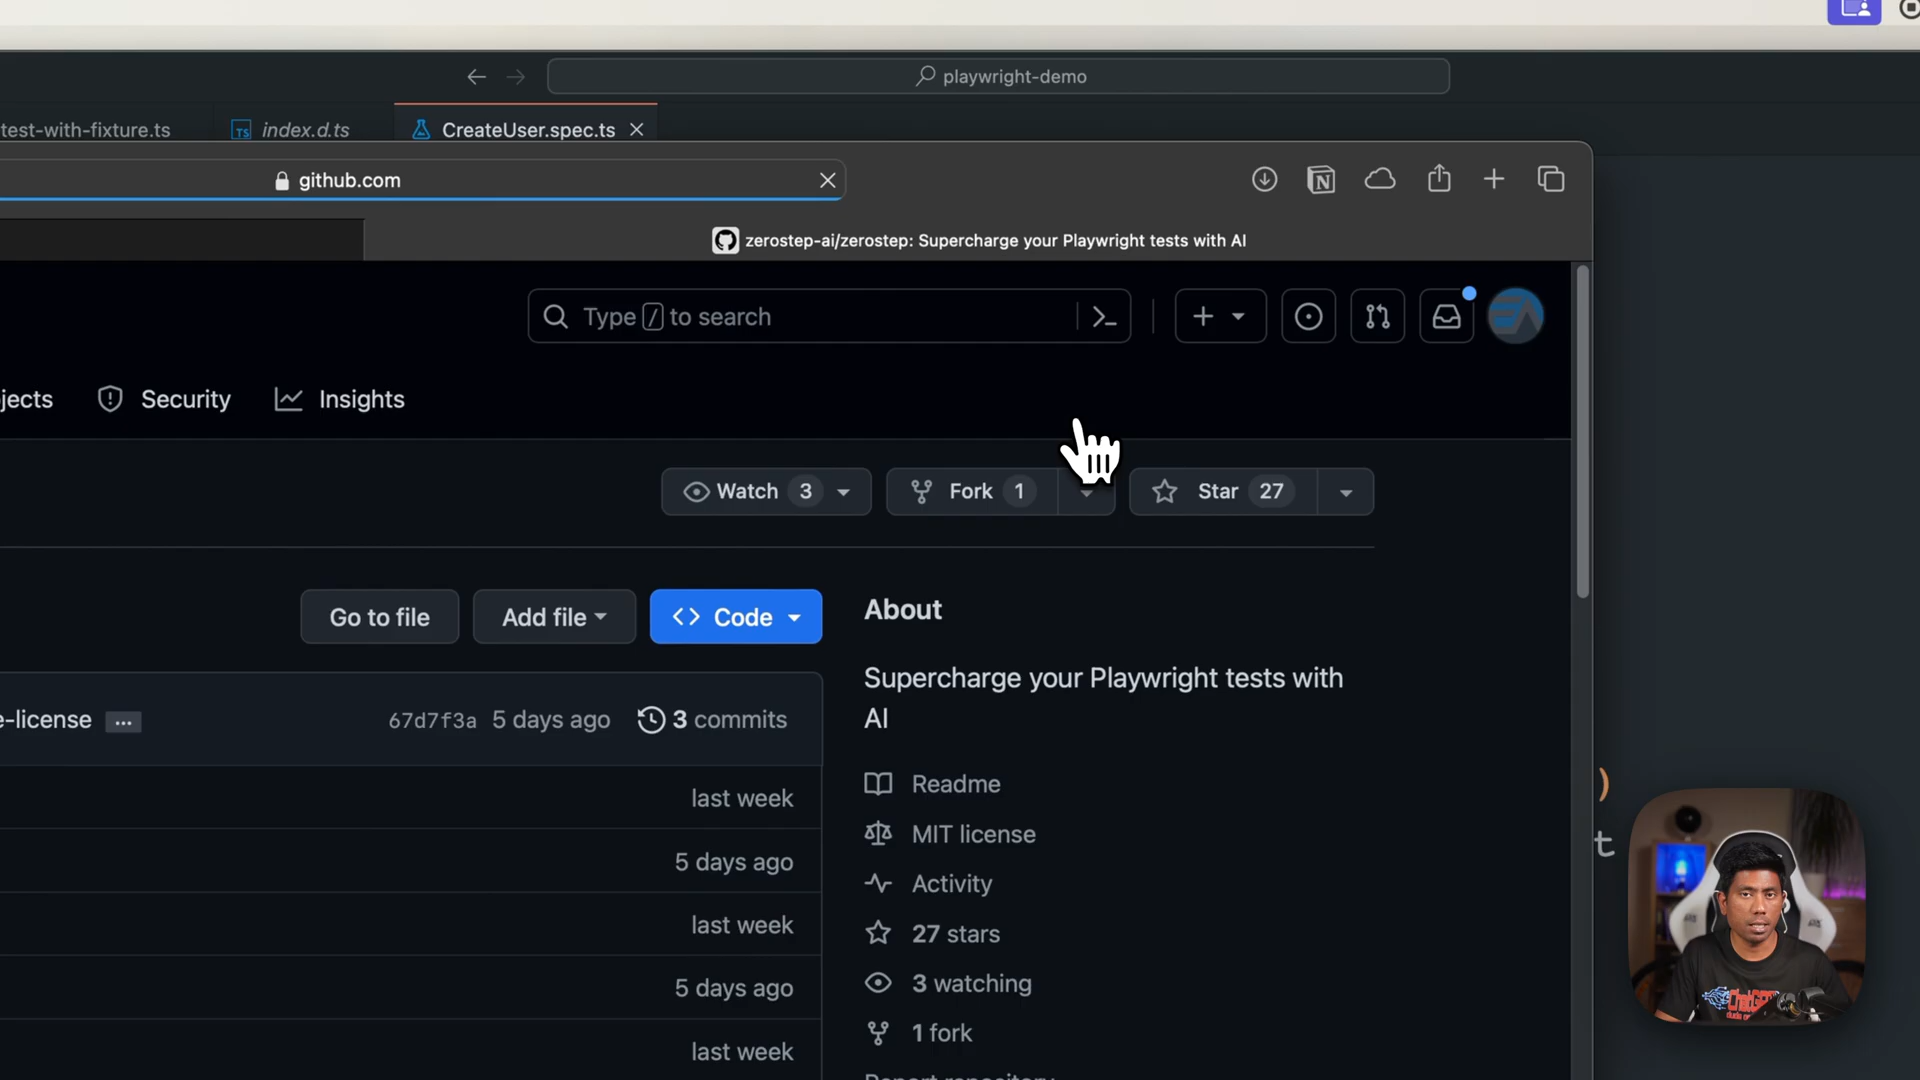 playwright-demo
test-with-fixture.ts
TS
index.d.ts
CreateUser.spec.ts
github.com
N
zerostep-ai/zerostep: Supercharge your Playwright tests with AI
Type / to search
jects
Security
Insights
Watch 3
Fork 1
Star 27
Go to file
Add file
Code
About
Supercharge your Playwright tests with
AI
e-license
...
67d7f3a 5 days ago
3 commits
last week
5 days ago
last week
5 days ago
last week
Readme
MIT license
Activity
27 stars
3 watching
1 fork
Report repository
)
t